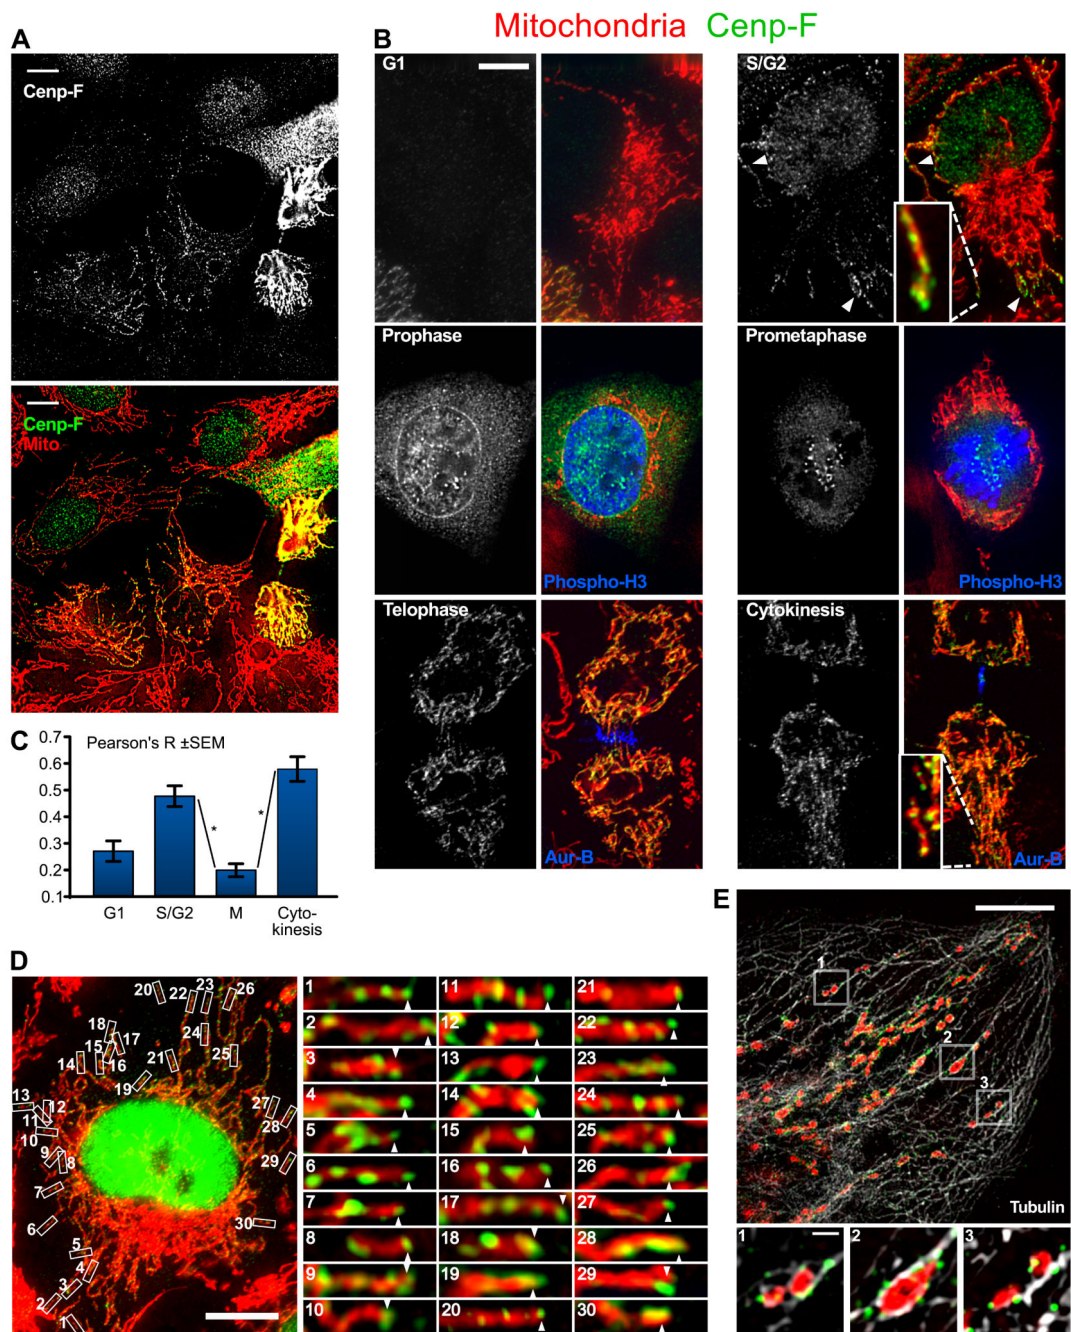 Mitochondria Cenp-F
A
Cenp-F
Cenp-F
Mito
B
G1
S/G2
Prophase
Phospho-H3
Prometaphase
Phospho-H3
Telophase
Aur-B
Cytokinesis
Aur-B
C
Pearson's R ±SEM
0.7
0.6
0.5
0.4
0.3
0.2
0.1
*
*
G1 S/G2 M Cyto-
kinesis
D
20 22 23 26
18 15 17 24
14 16 21 25
19
13 12
11
10
27
28
9 8
29
7
6
30
5
4
3
2
1
1 11 21
2 12 22
3 13 23
4 14 24
5 15 25
6 16 26
7 17 27
8 18 28
9 19 29
10 20 30
E
1
2
3
Tubulin
1 2 3